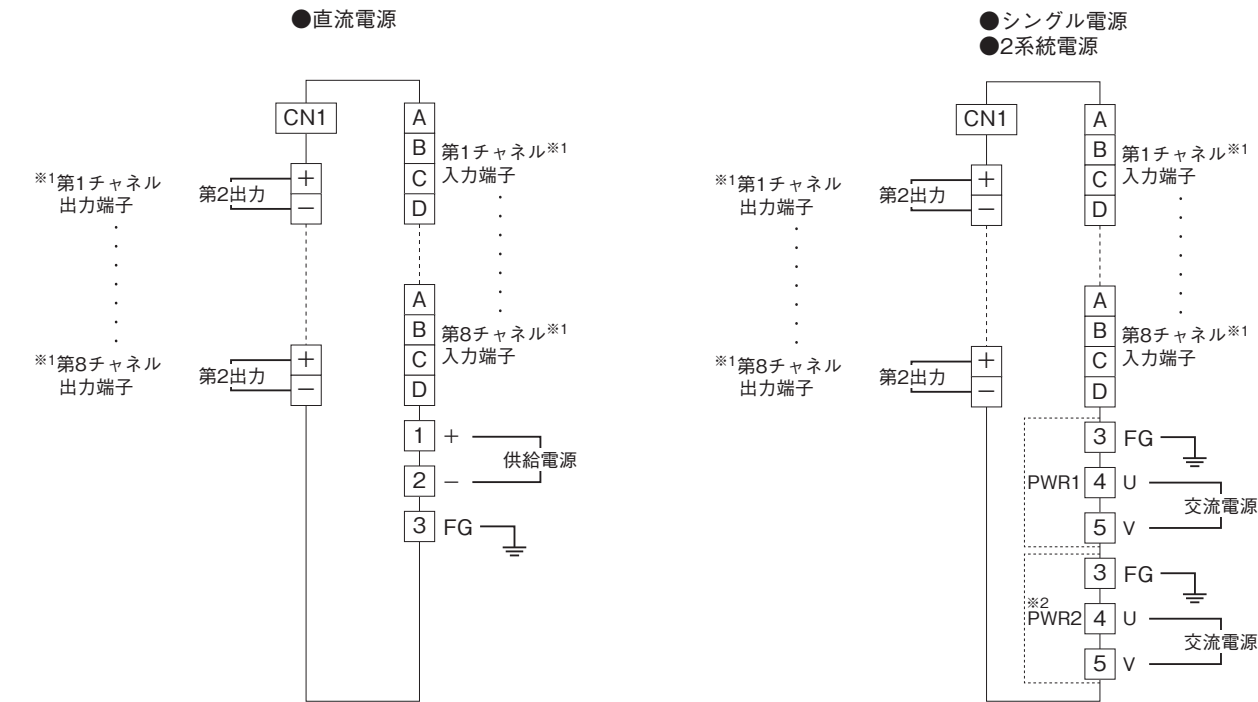 ●直流電源
CN1
A
B
C
D
第1チャネル※1
入力端子
※1第1チャネル
出力端子
第2出力
+
−
A
B
C
D
第8チャネル※1
入力端子
※1第8チャネル
出力端子
第2出力
+
−
1 +
2 −
供給電源
3 FG
●シングル電源
●2系統電源
CN1
A
B
C
D
第1チャネル※1
入力端子
※1第1チャネル
出力端子
第2出力
+
−
A
B
C
D
第8チャネル※1
入力端子
※1第8チャネル
出力端子
第2出力
+
−
3 FG
PWR1 4 U
交流電源
5 V
3 FG
※2
PWR2 4 U
交流電源
5 V